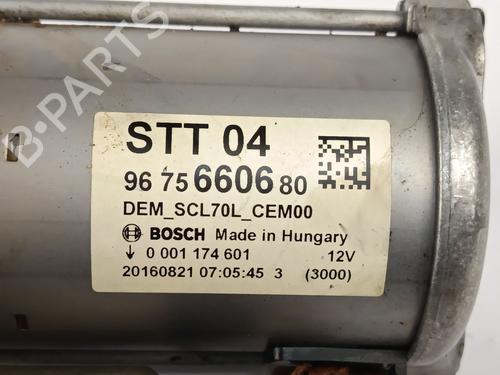 B-PARTS
STT 04
96 75 6606 80
DEM_SCL70L_CEM00
BOSCH Made in Hungary
0 001 174 601 12V
20160821 07:05:45 3 (3000)